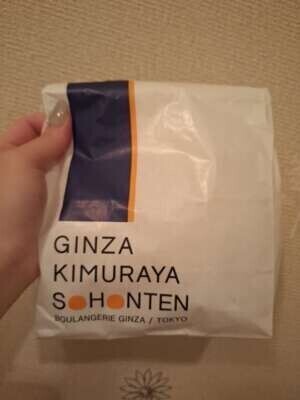 GINZA
KIMURAYA
SOHONTEN
BOULANGERIE GINZA / TOKYO